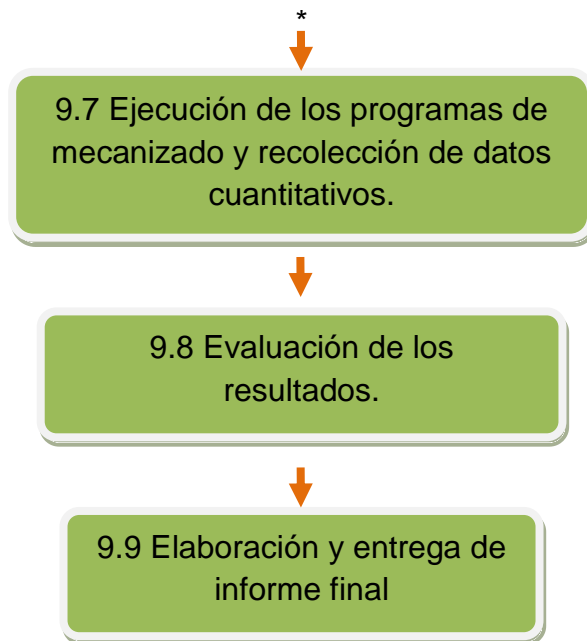 *
9.7 Ejecución de los programas de
mecanizado y recolección de datos
cuantitativos.
9.8 Evaluación de los
resultados.
9.9 Elaboración y entrega de
informe final